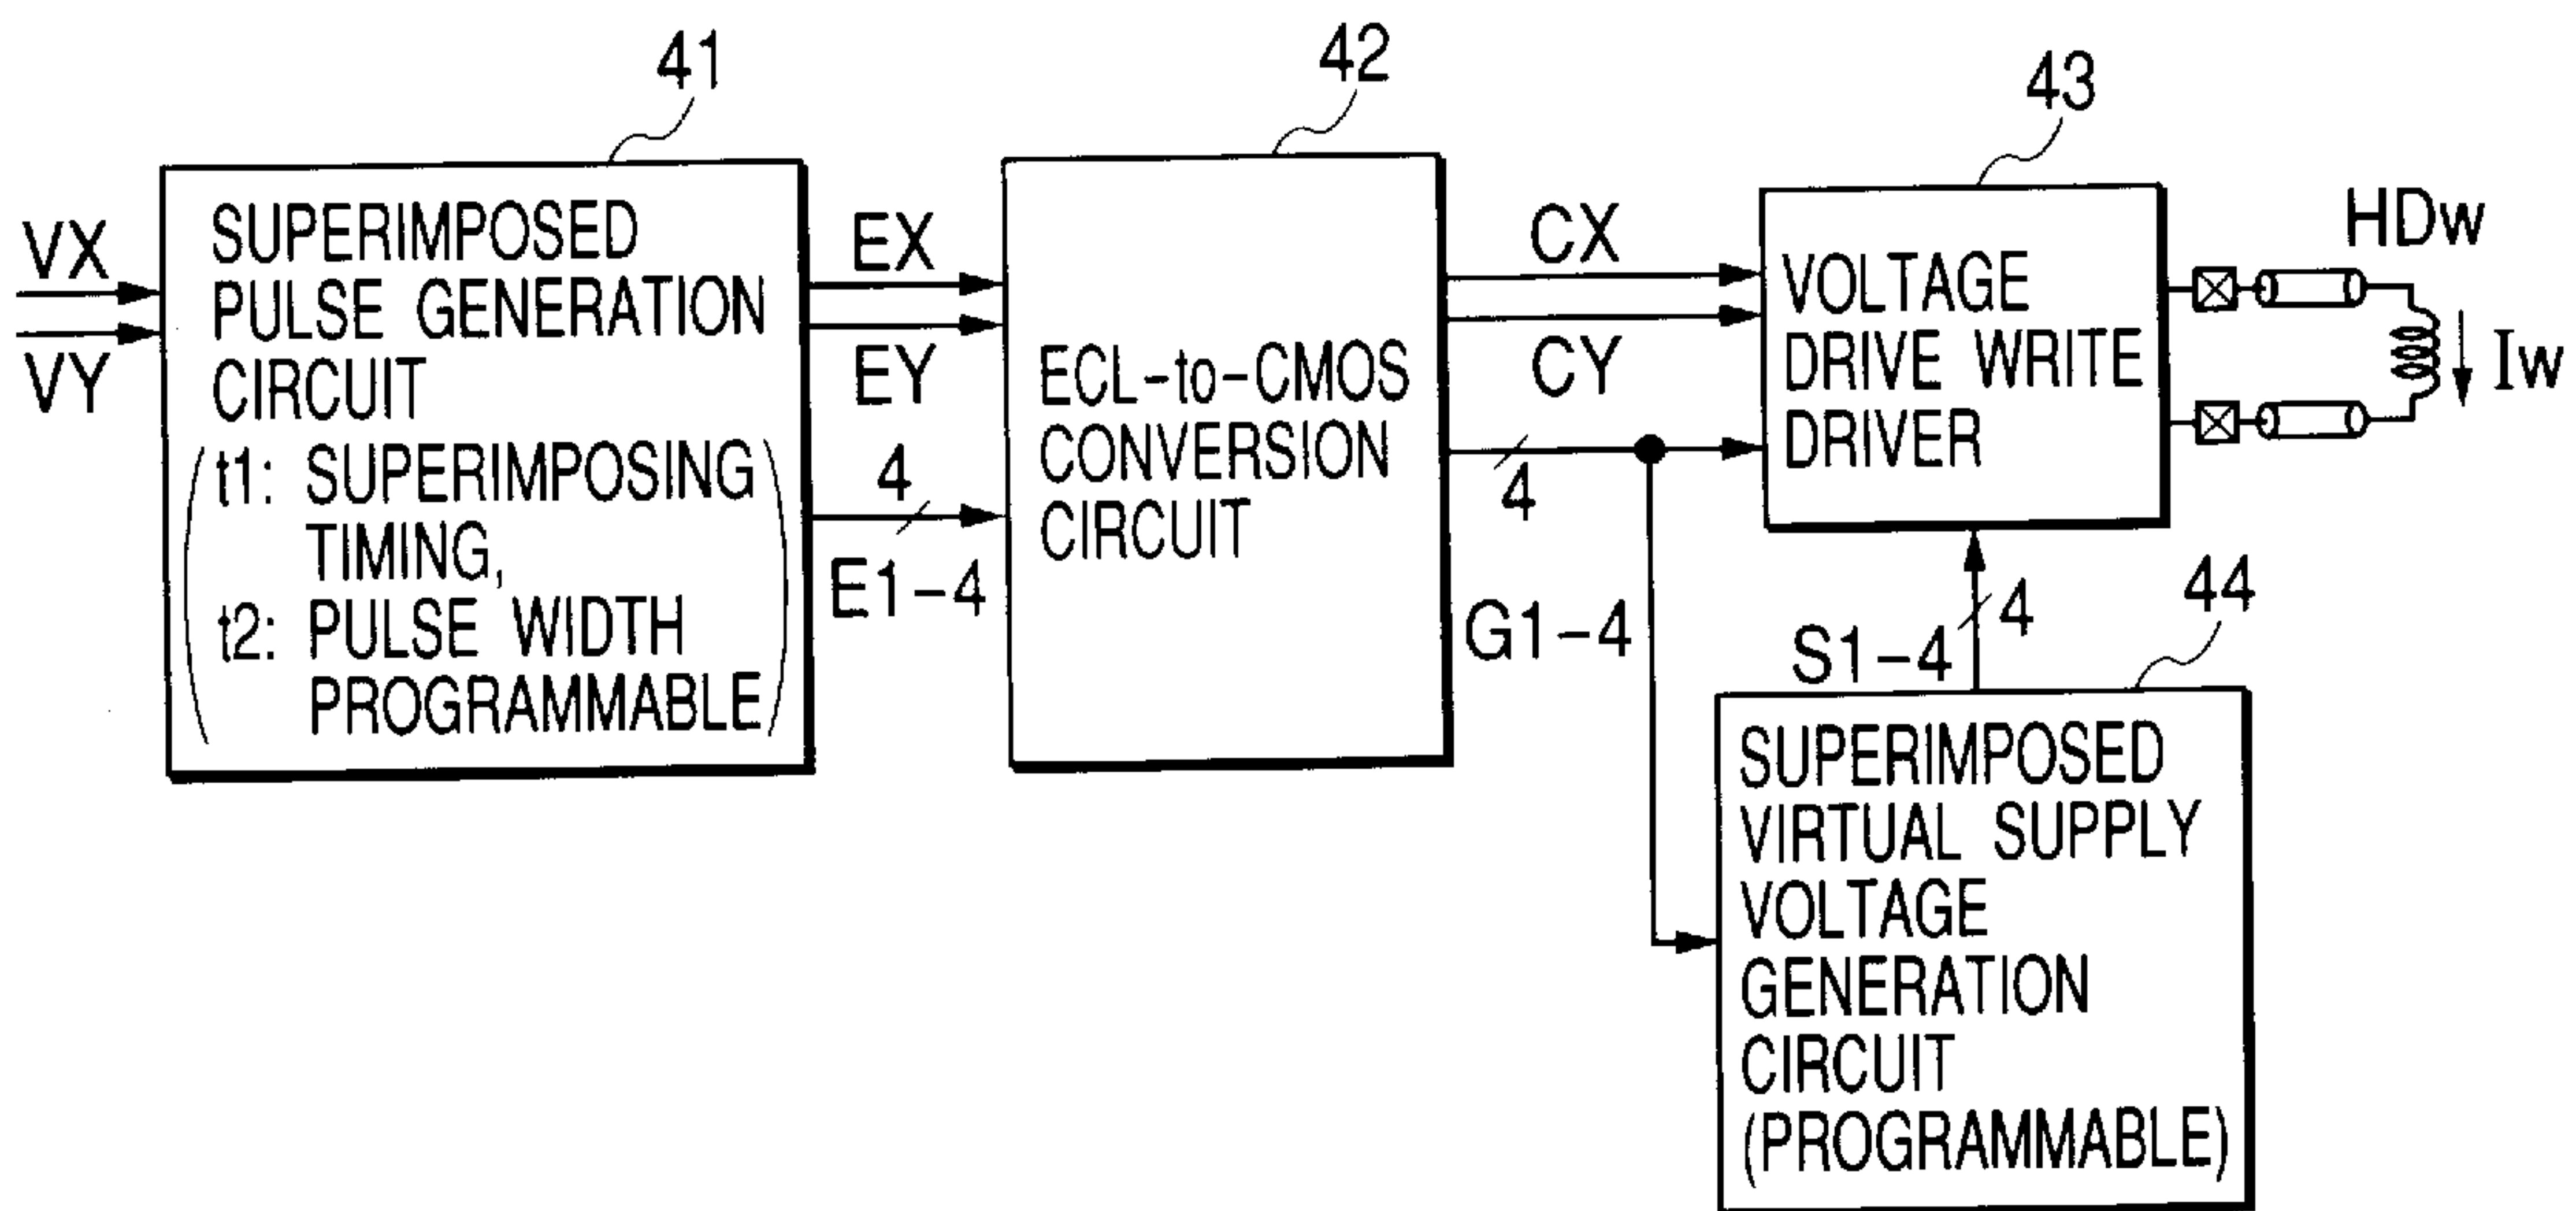 41
42
43
VX
VY
SUPERIMPOSED
PULSE GENERATION
CIRCUIT
t1: SUPERIMPOSING
TIMING,
t2: PULSE WIDTH
PROGRAMMABLE
EX
EY
4
E1-4
ECL-to-CMOS
CONVERSION
CIRCUIT
CX
CY
4
G1-4
VOLTAGE
DRIVE WRITE
DRIVER
HDw
Iw
S1-4
4
44
SUPERIMPOSED
VIRTUAL SUPPLY
VOLTAGE
GENERATION
CIRCUIT
(PROGRAMMABLE)